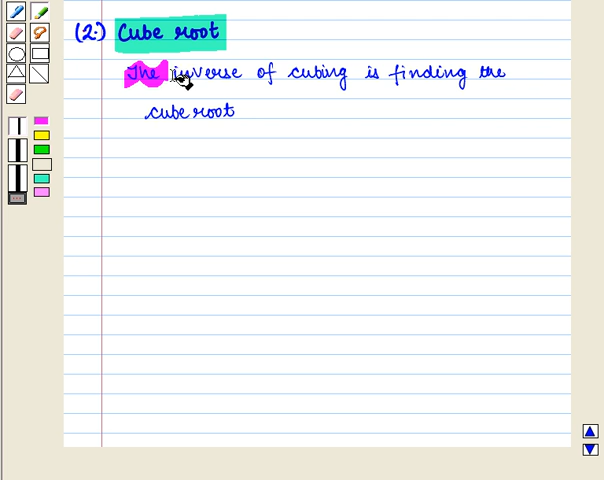 (2.) Cube root
The inverse of cubing is finding the
cube root